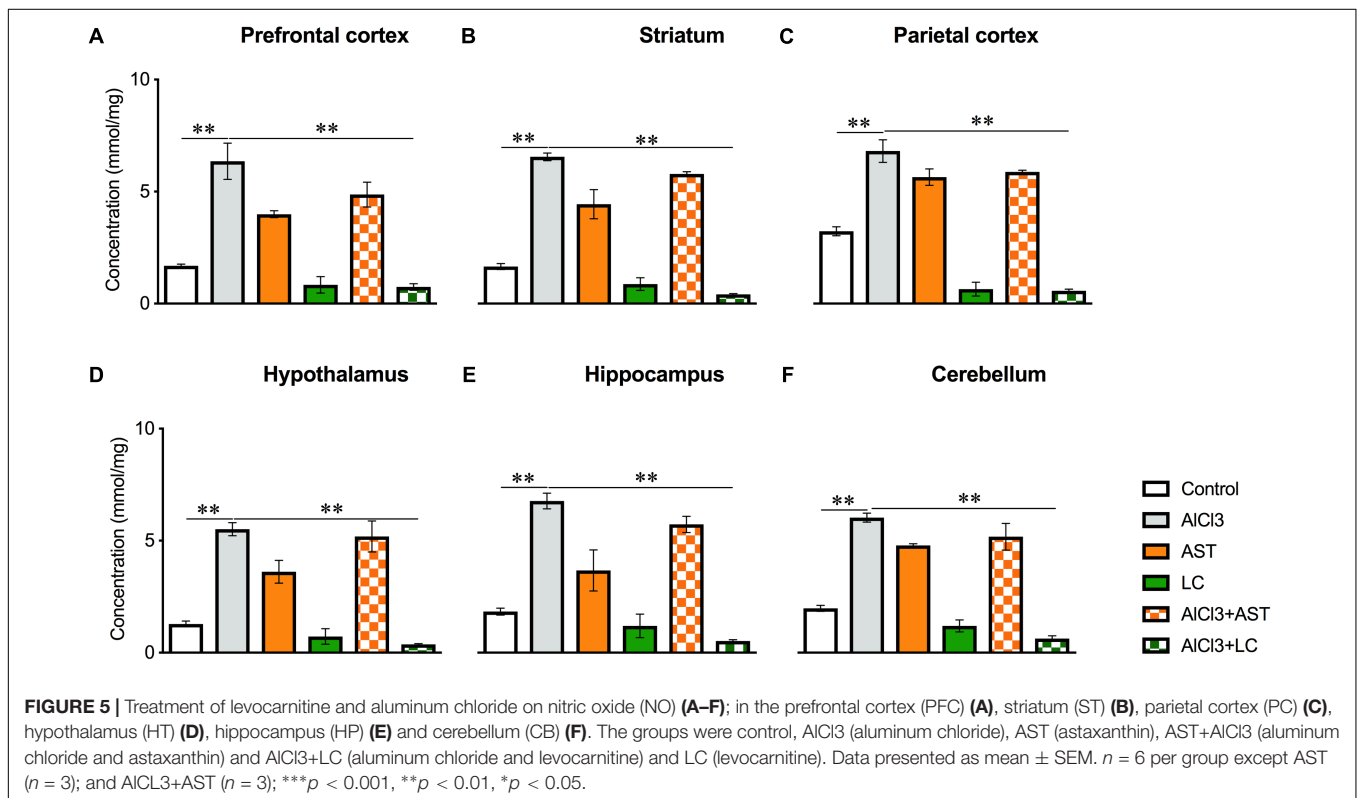 A Prefrontal cortex
B Striatum
C Parietal cortex
Concentration (mmol/mg)
10
5
0
** **
** **
** **
D Hypothalamus
E Hippocampus
F Cerebellum
Concentration (mmol/mg)
10
5
0
** **
** **
** **
Control
AlCl3
AST
LC
AlCl3+AST
AlCl3+LC
FIGURE 5 | Treatment of levocarnitine and aluminum chloride on nitric oxide (NO) (A–F); in the prefrontal cortex (PFC) (A), striatum (ST) (B), parietal cortex (PC) (C),
hypothalamus (HT) (D), hippocampus (HP) (E) and cerebellum (CB) (F). The groups were control, AlCl3 (aluminum chloride), AST (astaxanthin), AST+AlCl3 (aluminum
chloride and astaxanthin) and AlCl3+LC (aluminum chloride and levocarnitine) and LC (levocarnitine). Data presented as mean ± SEM. n = 6 per group except AST
(n = 3); and AlCL3+AST (n = 3); ***p < 0.001, **p < 0.01, *p < 0.05.